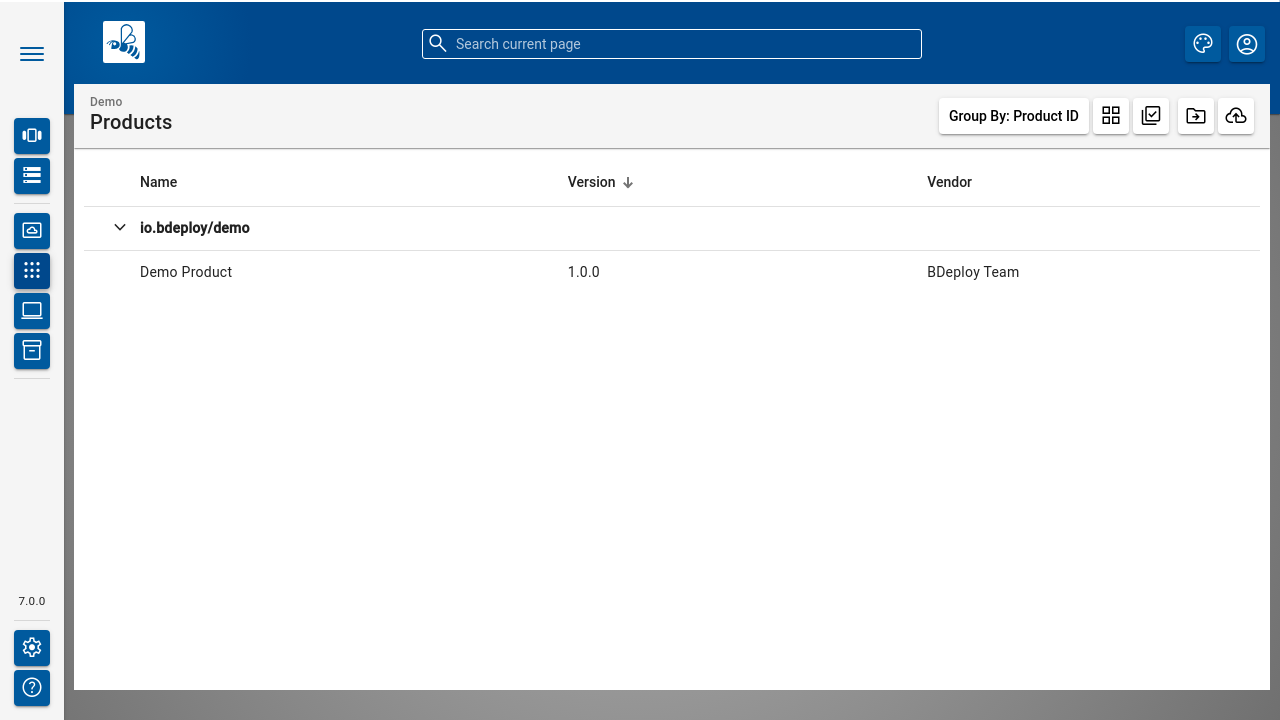 Search current page
Demo
Products
Group By: Product ID
Name Version Vendor
io.bdeploy/demo
Demo Product 1.0.0 BDeploy Team
7.0.0